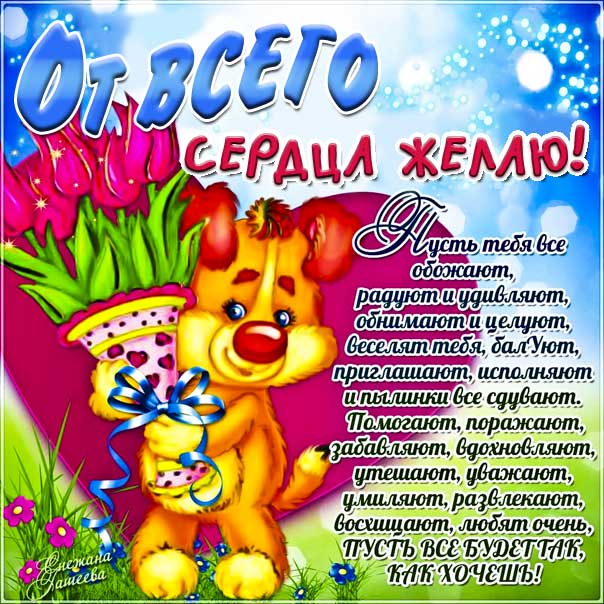 От всего
сердца желаю!
Пусть тебя все
обожают,
радуют и удивляют,
обнимают и целуют,
веселят тебя, балУют,
приглашают, исполняют
и пылинки все сдувают.
Помогают, поражают,
забавляют, вдохновляют,
утешают, уважают,
умиляют, развлекают,
восхищают, любят очень,
ПУСТЬ ВСЁ БУДЕТ ТАК,
КАК ХОЧЕШЬ!
Снежана
Гашеева